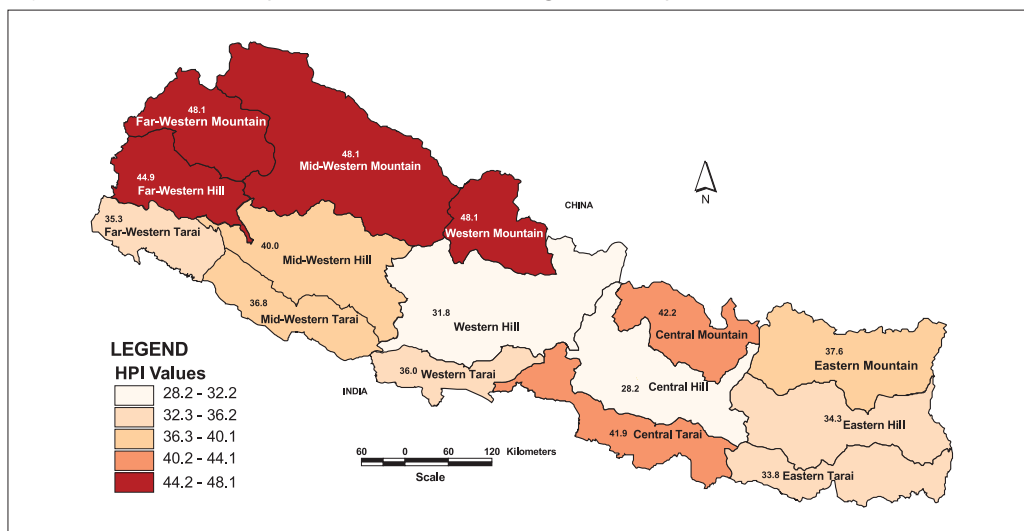 48.1
Far-Western Mountain
48.1
Mid-Western Mountain
44.9
Far-Western Hill
48.1
Western Mountain
CHINA
N
35.3
Far-Western Tarai
40.0
Mid-Western Hill
36.8
Mid-Western Tarai
31.8
Western Hill
42.2
Central Mountain
37.6
Eastern Mountain
36.0
Western Tarai
INDIA
28.2
Central Hill
34.3
Eastern Hill
41.9
Central Tarai
33.8
Eastern Tarai
LEGEND
HPI Values
28.2 - 32.2
32.3 - 36.2
36.3 - 40.1
40.2 - 44.1
44.2 - 48.1
60 0 60 120 Kilometers
Scale